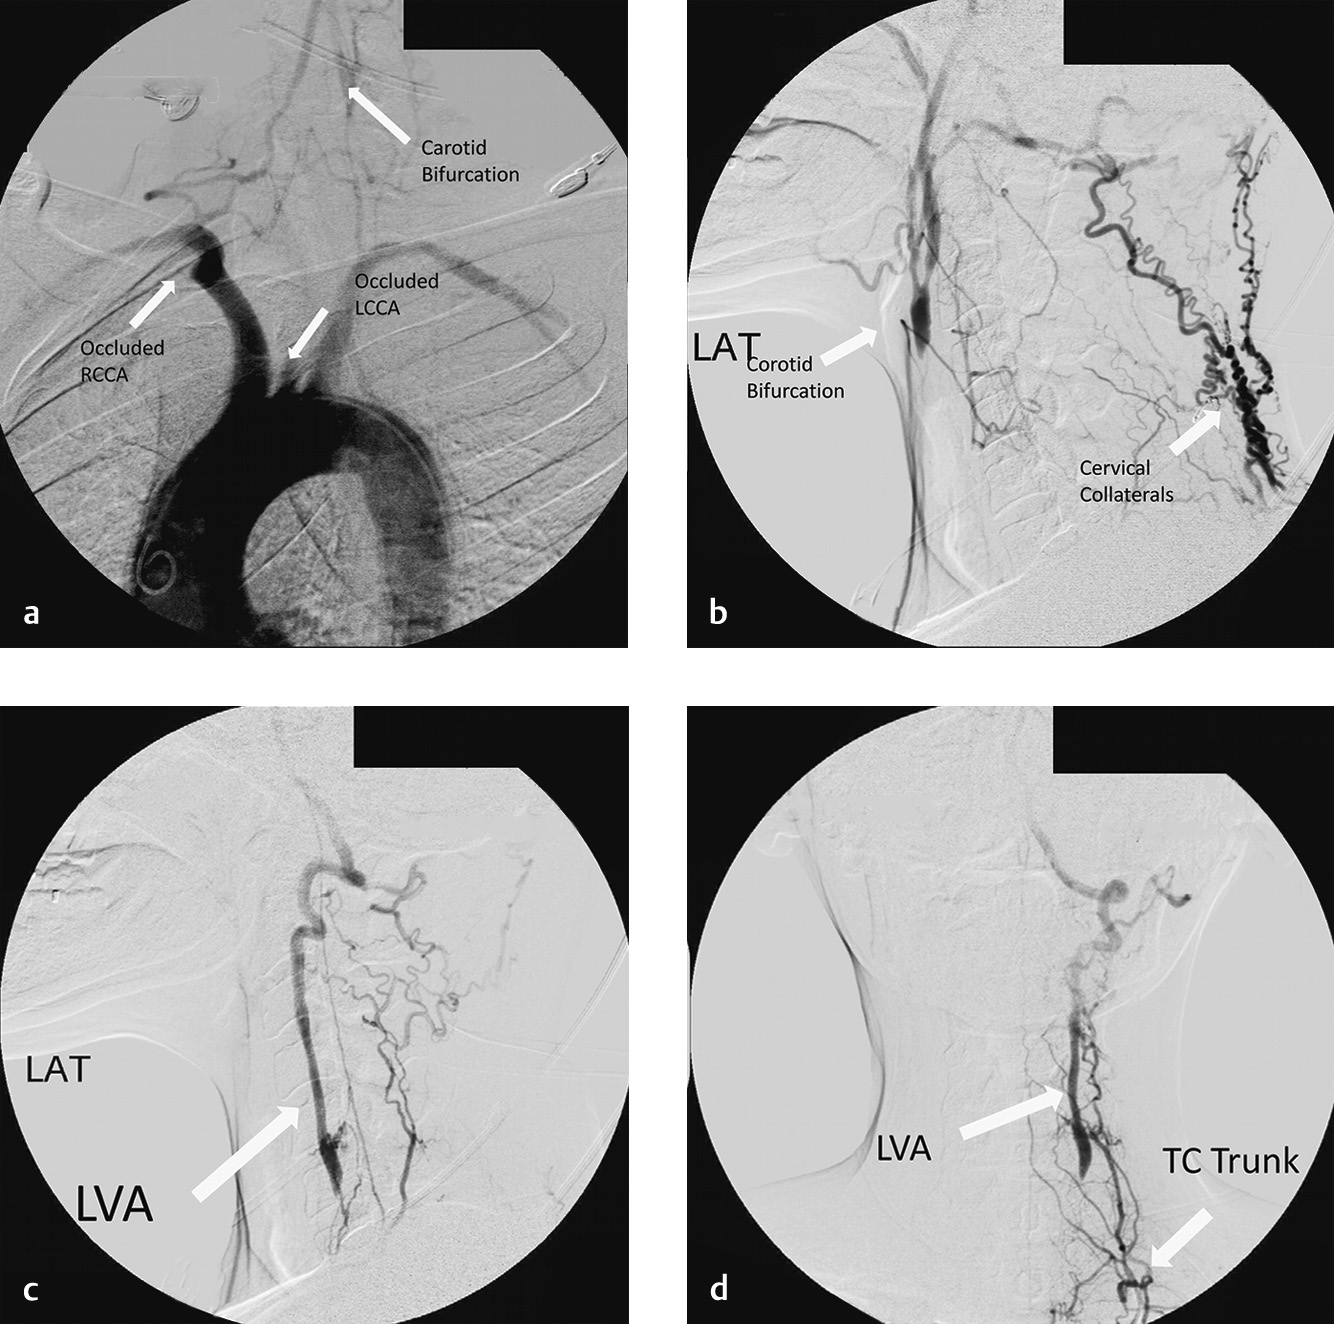 Carotid
Bifurcation
Occluded
LCCA
Occluded
RCCA
a
LAT
Corotid
Bifurcation
Cervical
Collaterals
b
LAT
LVA
c
LVA
TC Trunk
d